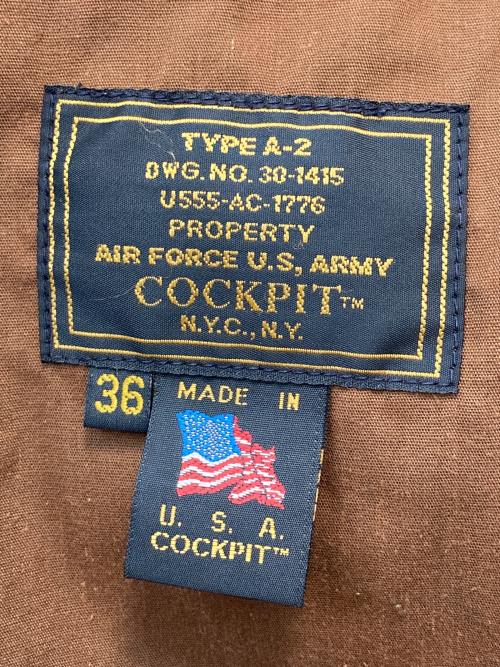 TYPE A-2
DWG. NO. 30-1415
U555-AC-1776
PROPERTY
AIR FORCE U.S, ARMY
COCKPIT™
N.Y.C., N.Y.
36
MADE IN
U. S. A.
COCKPIT™